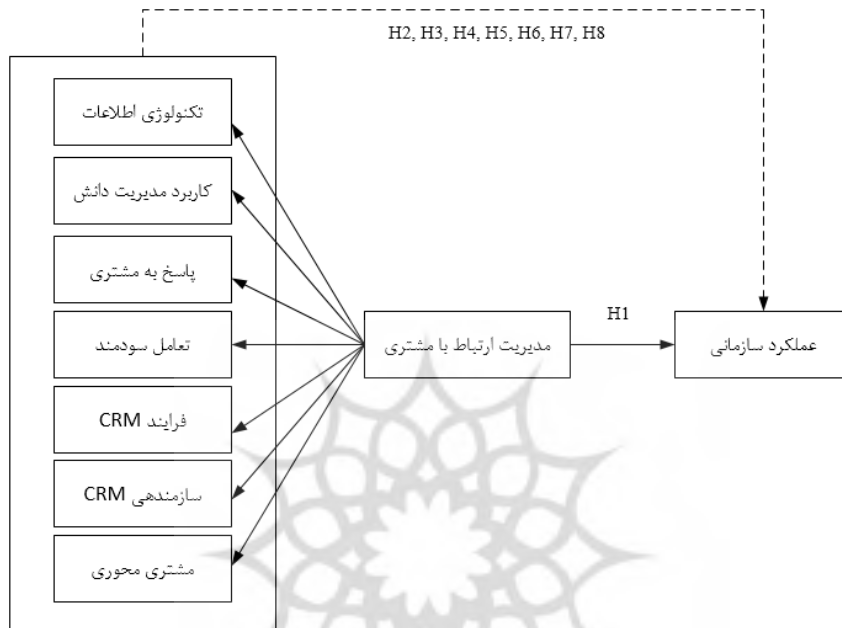 H2, H3, H4, H5, H6, H7, H8
تکنولوژی اطلاعات
کاربرد مدیریت دانش
پاسخ به مشتری
تعامل سودمند
فرایند CRM
سازمندهی CRM
مشتری محوری
مدیریت ارتباط با مشتری
H1
عملکرد سازمانی